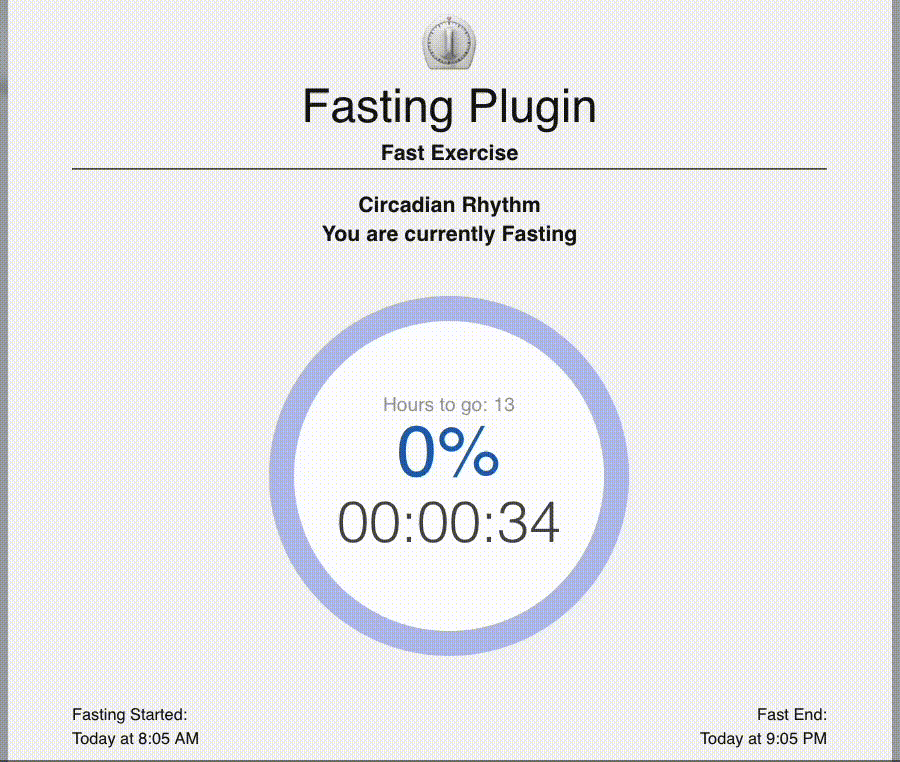 Fasting Plugin
Fast Exercise
Circadian Rhythm
You are currently Fasting
Hours to go: 13
0%
00:00:34
Fasting Started:
Today at 8:05 AM
Fast End:
Today at 9:05 PM